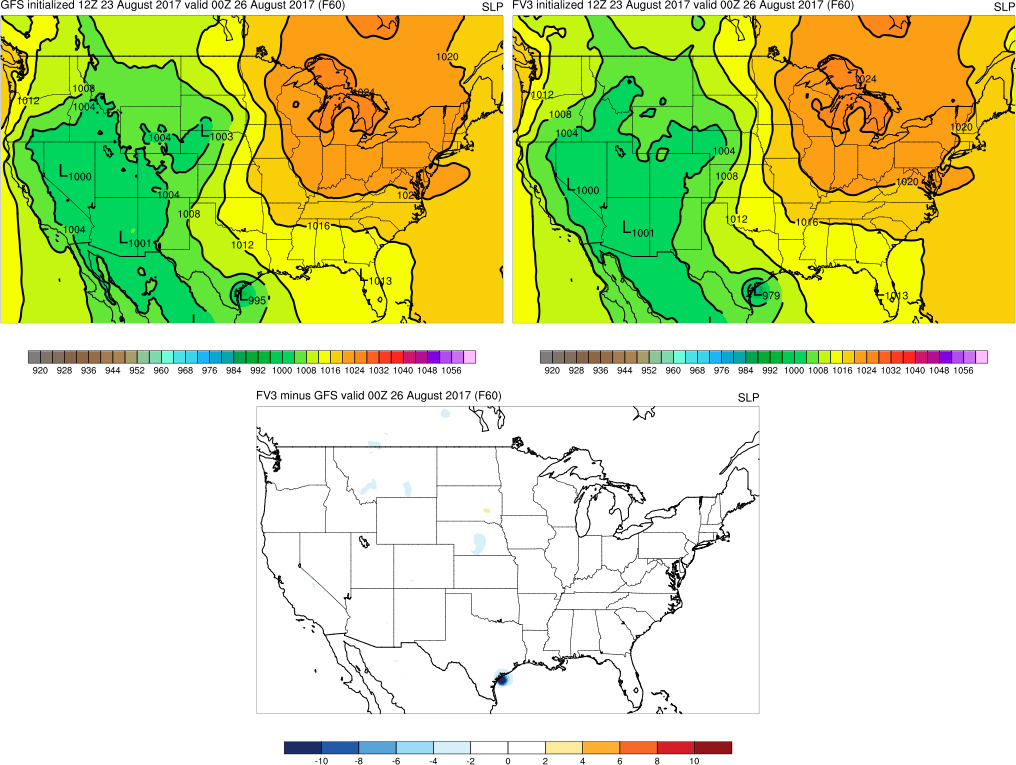 GFS initialized 12Z 23 August 2017 valid 00Z 26 August 2017 (F60) SLP
1020
1024
1008
1012
1004
1004
L1003
L1000
1004
1008
1004
1016
L1001
1012
L1013
L995
L
920 928 936 944 952 960 968 976 984 992 1000 1008 1016 1024 1032 1040 1048 1056
FV3 initialized 12Z 23 August 2017 valid 00Z 26 August 2017 (F60) SLP
1024
1012
1008
1020
1004
1004
1008
1020
L1000
1012
1016
L1001
L979
L1013
920 928 936 944 952 960 968 976 984 992 1000 1008 1016 1024 1032 1040 1048 1056
FV3 minus GFS valid 00Z 26 August 2017 (F60) SLP
-10 -8 -6 -4 -2 0 2 4 6 8 10